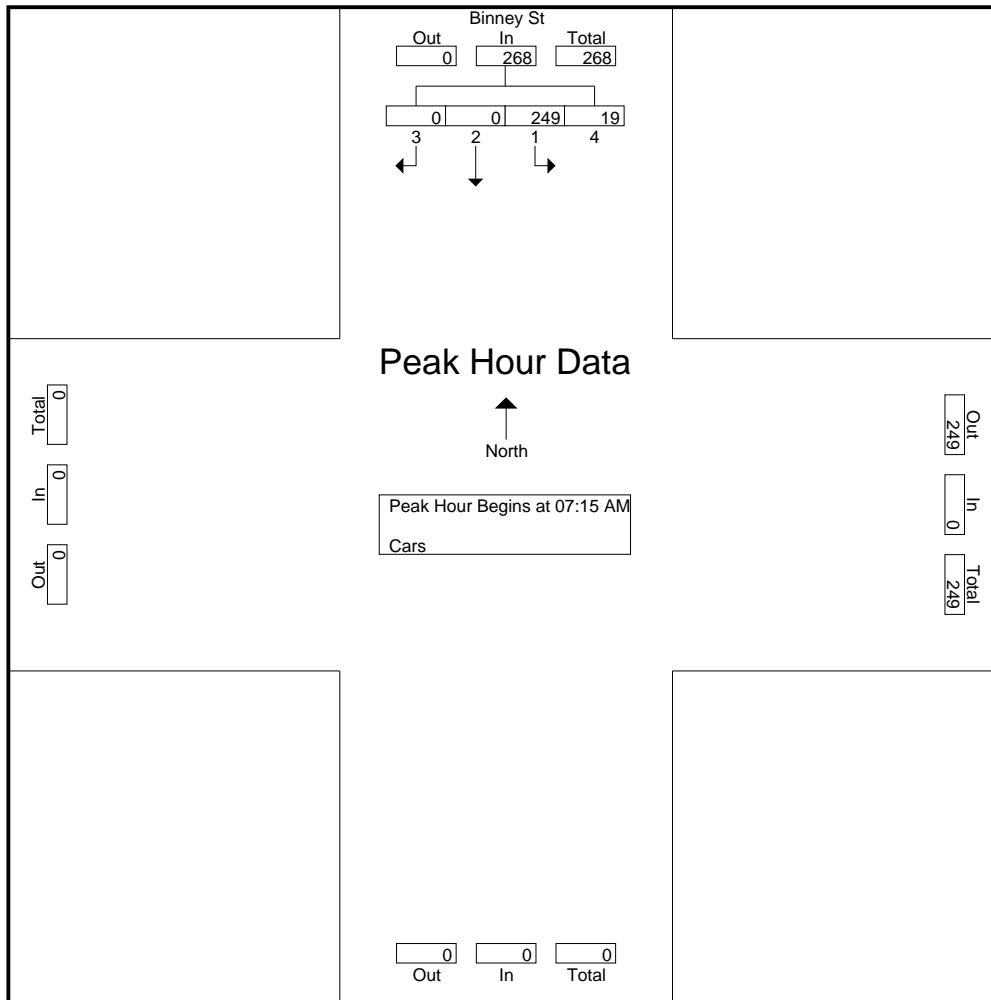 Binney St
Out In Total
0 268 268
0 0 249 19
3 2 1 4
Peak Hour Data
North
Peak Hour Begins at 07:15 AM
Cars
Total
0
In
0
Out
0
Out
249
In
0
Total
249
0 0 0
Out In Total